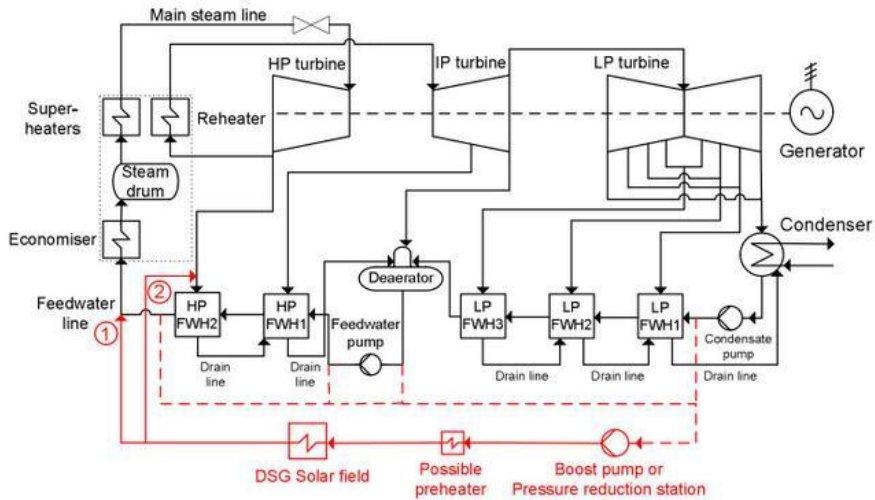 Main steam line
HP turbine
IP turbine
LP turbine
Super-
heaters
Reheater
Generator
Steam
drum
Economiser
Condenser
Deaerator
Feedwater
line
1
2
HP
FWH2
HP
FWH1
Feedwater
pump
LP
FWH3
LP
FWH2
LP
FWH1
Condensate
pump
Drain
line
Drain
line
Drain line
Drain line
Drain line
DSG Solar field
Possible
preheater
Boost pump or
Pressure reduction station